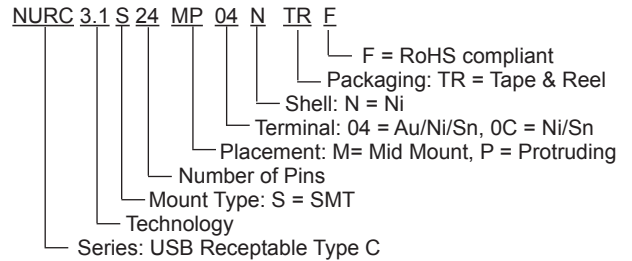 NURC 3.1 S 24 MP 04 N TR F
F = RoHS compliant
Packaging: TR = Tape & Reel
Shell: N = Ni
Terminal: 04 = Au/Ni/Sn, 0C = Ni/Sn
Placement: M= Mid Mount, P = Protruding
Number of Pins
Mount Type: S = SMT
Technology
Series: USB Receptable Type C